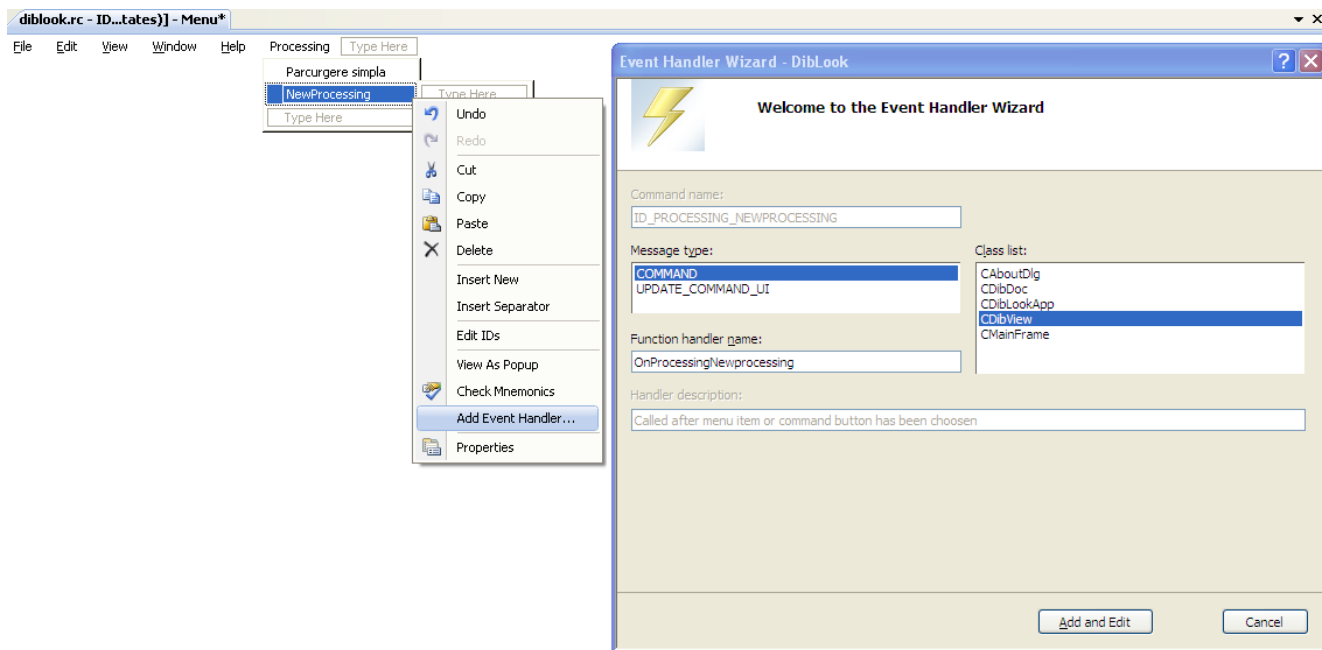 diblook.rc - ID...tates)] - Menu*
File Edit View Window Help Processing Type Here
Parcurgere simpla
NewProcessing Type Here
Type Here
Undo
Redo
Cut
Copy
Paste
Delete
Insert New
Insert Separator
Edit IDs
View As Popup
Check Mnemonics
Add Event Handler...
Properties
Event Handler Wizard - DibLook
Welcome to the Event Handler Wizard
Command name:
ID_PROCESSING_NEWPROCESSING
Message type:
COMMAND
UPDATE_COMMAND_UI
Class list:
CAboutDlg
CDibDoc
CDibLookApp
CDibView
CMainFrame
Function handler name:
OnProcessingNewprocessing
Handler description:
Called after menu item or command button has been choosen
Add and Edit Cancel